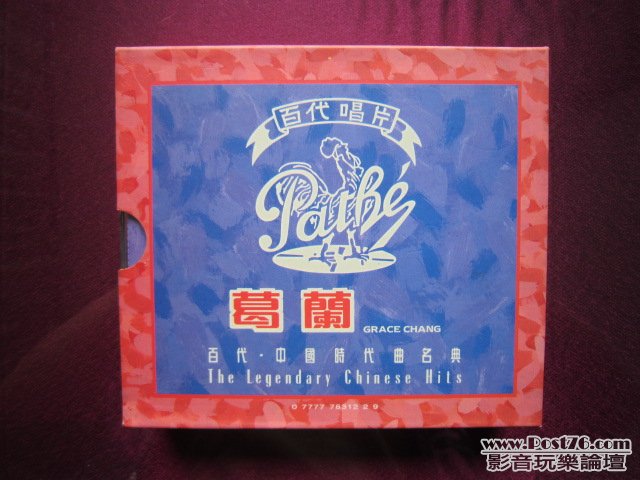 百代唱片
Pathé
葛蘭 GRACE CHANG
百代·中國時代曲名典
The Legendary Chinese Hits
0 7777 76312 2 9
www.Post76.com
影音玩樂論壇